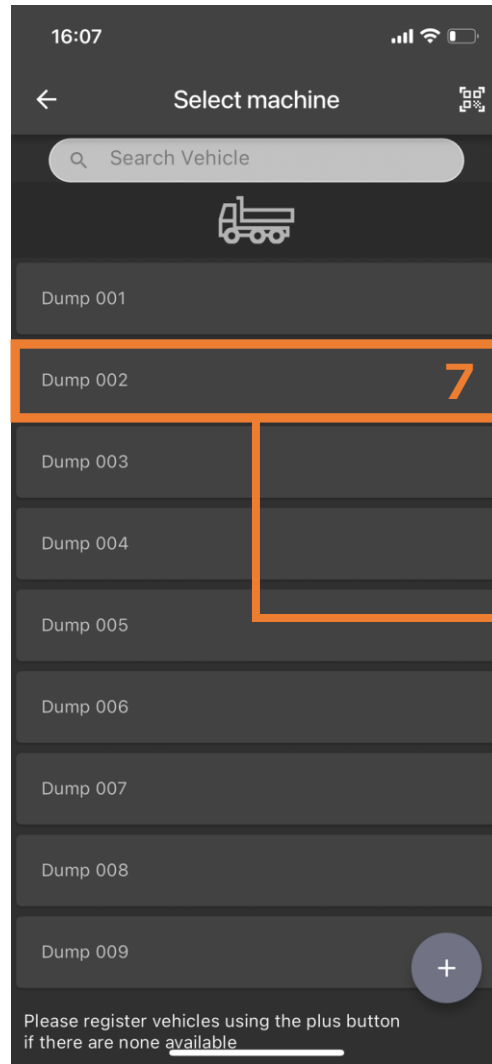 16:07
Select machine
Search Vehicle
Dump 001
Dump 002
7
Dump 003
Dump 004
Dump 005
Dump 006
Dump 007
Dump 008
Dump 009
+
Please register vehicles using the plus button
if there are none available